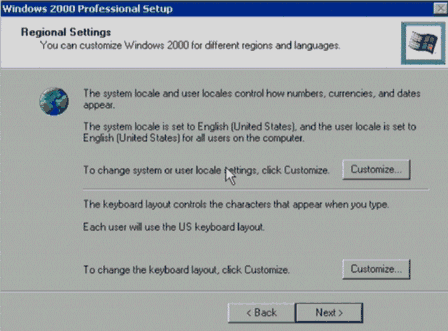 Windows 2000 Professional Setup
Regional Settings
You can customize Windows 2000 for different regions and languages.
The system locale and user locales control how numbers, currencies, and dates
appear.
The system locale is set to English (United States), and the user locale is set to
English (United States) for all users on the computer.
To change system or user locale settings, click Customize.
Customize...
The keyboard layout controls the characters that appear when you type.
Each user will use the US keyboard layout.
To change the keyboard layout, click Customize.
Customize...
< Back
Next >